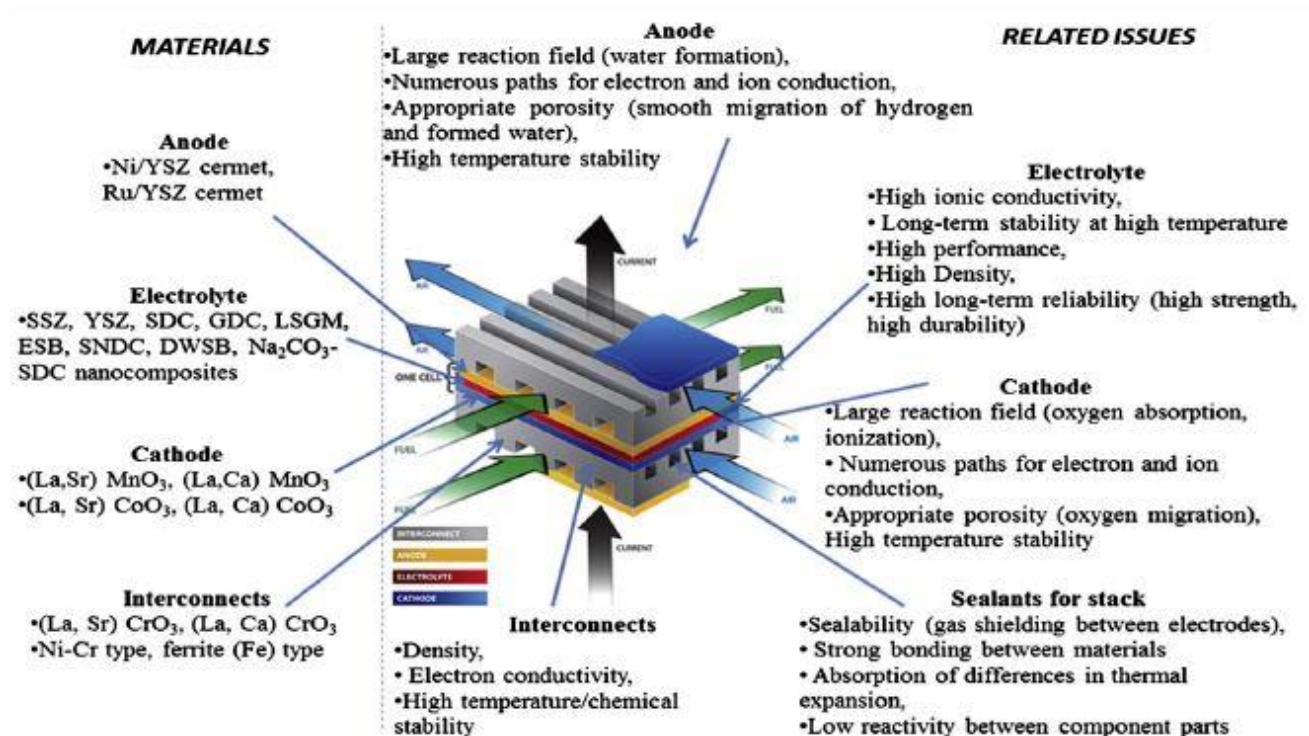 MATERIALS
Anode
•Ni/YSZ cermet,
Ru/YSZ cermet
Electrolyte
•SSZ, YSZ, SDC, GDC, LSGM,
ESB, SNDC, DWSB, Na₂CO₃-
SDC nanocomposites
Cathode
•(La,Sr) MnO₃, (La,Ca) MnO₃
•(La, Sr) CoO₃, (La, Ca) CoO₃
Interconnects
•(La, Sr) CrO₃, (La, Ca) CrO₃
•Ni-Cr type, ferrite (Fe) type
Anode
•Large reaction field (water formation),
•Numerous paths for electron and ion conduction,
•Appropriate porosity (smooth migration of hydrogen
and formed water),
•High temperature stability
CURRENT
AIR
FUEL
AIR
FUEL
ONE CELL
FUEL
AIR
FUEL
AIR
CURRENT
INTERCONNECT
ANODE
ELECTROLYTE
CATHODE
Interconnects
•Density,
• Electron conductivity,
•High temperature/chemical
stability
RELATED ISSUES
Electrolyte
•High ionic conductivity,
• Long-term stability at high temperature
•High performance,
•High Density,
•High long-term reliability (high strength,
high durability)
Cathode
•Large reaction field (oxygen absorption,
ionization),
• Numerous paths for electron and ion
conduction,
•Appropriate porosity (oxygen migration),
High temperature stability
Sealants for stack
•Sealability (gas shielding between electrodes),
• Strong bonding between materials
• Absorption of differences in thermal
expansion,
•Low reactivity between component parts